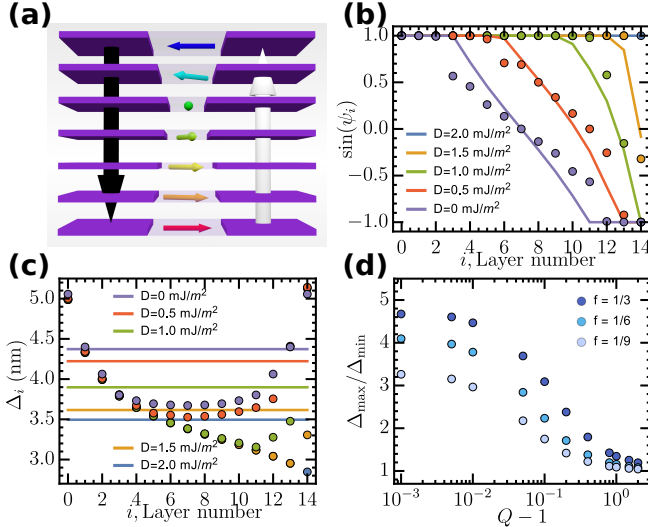 (a)
(b)
1.0
0.5
0.0
−0.5
−1.0
sin(ψi)
D=2.0 mJ/m²
D=1.5 mJ/m²
D=1.0 mJ/m²
D=0.5 mJ/m²
D=0 mJ/m²
0 2 4 6 8 10 12 14
i, Layer number
(c)
5.0
4.5
4.0
3.5
3.0
Δi (nm)
D=0 mJ/m²
D=0.5 mJ/m²
D=1.0 mJ/m²
D=1.5 mJ/m²
D=2.0 mJ/m²
0 2 4 6 8 10 12 14
i, Layer number
(d)
5
4
3
2
1
Δmax/Δmin
f = 1/3
f = 1/6
f = 1/9
10⁻³ 10⁻² 10⁻¹ 10⁰
Q − 1